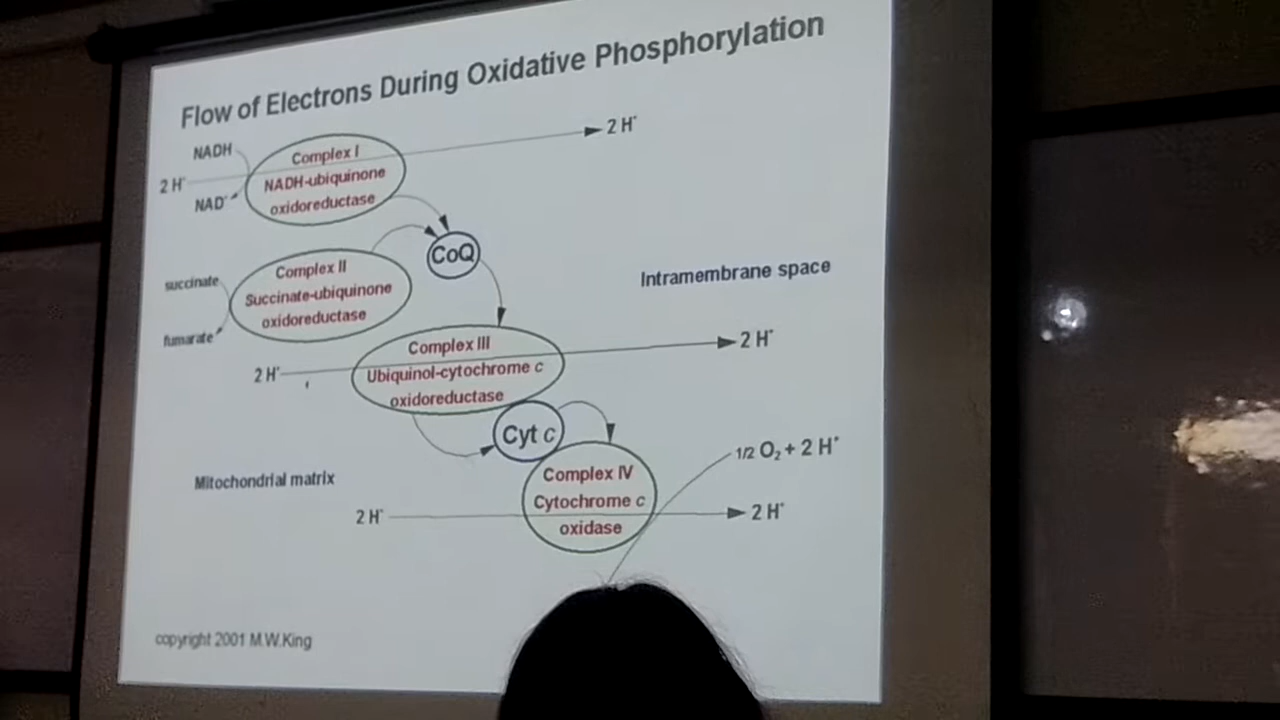 Flow of Electrons During Oxidative Phosphorylation
NADH
2 H⁺
NAD⁺
Complex I
NADH-ubiquinone
oxidoreductase
2 H⁺
CoQ
succinate
fumarate
Complex II
Succinate-ubiquinone
oxidoreductase
Intramembrane space
2 H⁺
Complex III
Ubiquinol-cytochrome c
oxidoreductase
2 H⁺
Cyt c
Mitochondrial matrix
1/2 O₂ + 2 H⁺
2 H⁺
Complex IV
Cytochrome c
oxidase
2 H⁺
copyright 2001 M.W.King